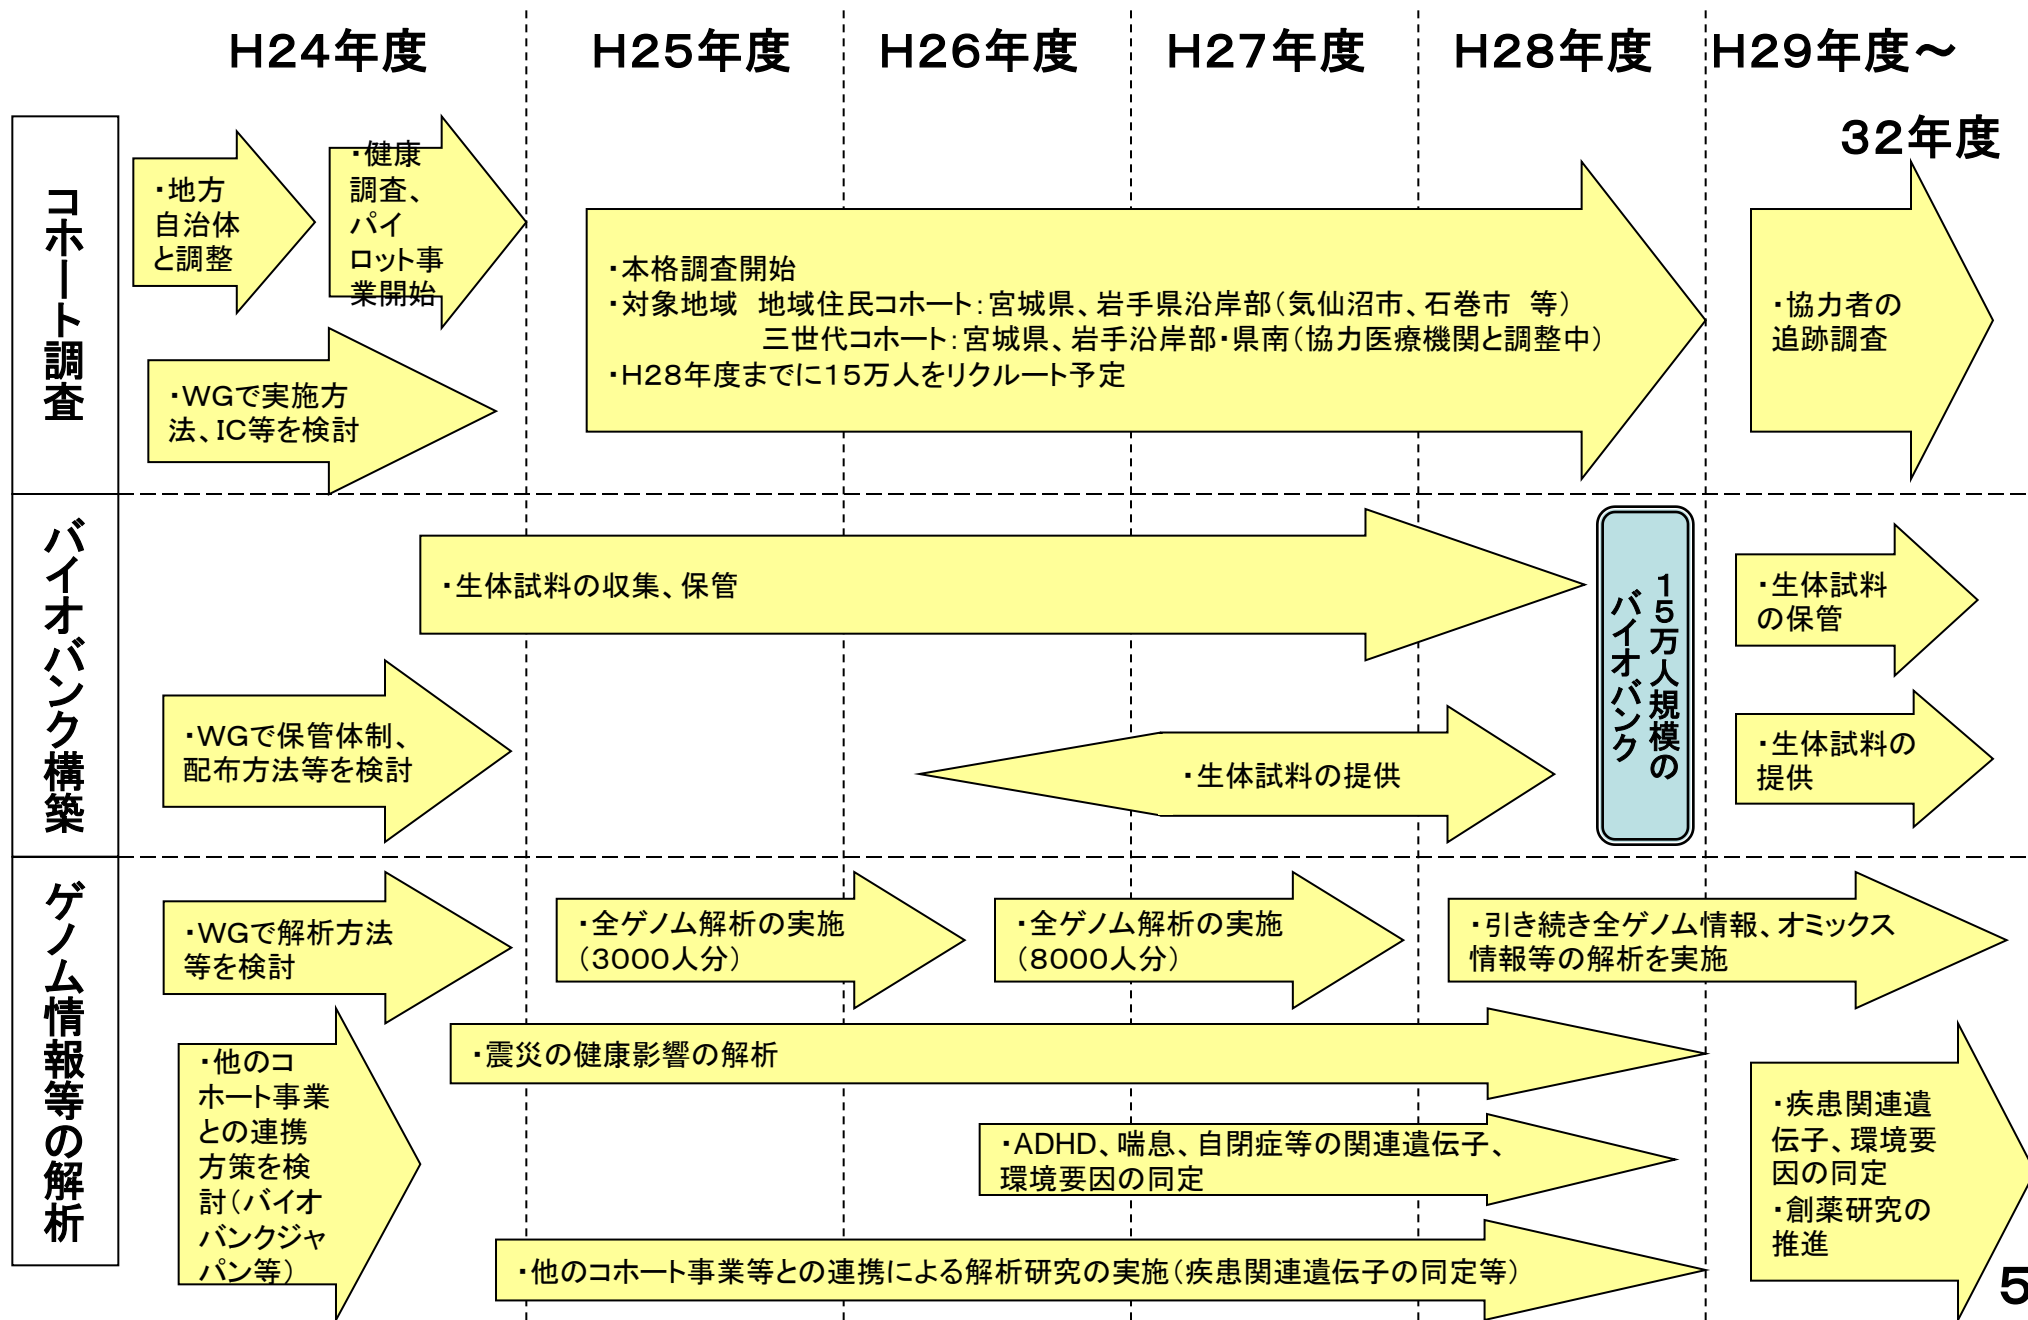 H24年度
H25年度
H26年度
H27年度
H28年度
H29年度～
32年度
コホート調査
・地方
自治体
と調整
・健康
調査、
パイ
ロット事
業開始
・WGで実施方
法、IC等を検討
・本格調査開始
・対象地域　地域住民コホート：宮城県、岩手県沿岸部（気仙沼市、石巻市　等）
三世代コホート：宮城県、岩手沿岸部・県南（協力医療機関と調整中）
・H28年度までに15万人をリクルート予定
・協力者の
追跡調査
バイオバンク構築
・生体試料の収集、保管
・WGで保管体制、
配布方法等を検討
・生体試料の提供
15万人規模の
バイオバンク
・生体試料
の保管
・生体試料の
提供
ゲノム情報等の解析
・WGで解析方法
等を検討
・全ゲノム解析の実施
（3000人分）
・全ゲノム解析の実施
（8000人分）
・引き続き全ゲノム情報、オミックス
情報等の解析を実施
・他のコ
ホート事業
との連携
方策を検
討（バイオ
バンクジャ
パン等）
・震災の健康影響の解析
・ADHD、喘息、自閉症等の関連遺伝子、
環境要因の同定
・他のコホート事業等との連携による解析研究の実施（疾患関連遺伝子の同定等）
・疾患関連遺
伝子、環境要
因の同定
・創薬研究の
推進
5